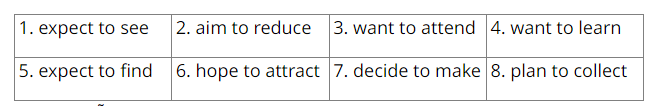 1. expect to see 2. aim to reduce 3. want to attend 4. want to learn
5. expect to find 6. hope to attract 7. decide to make 8. plan to collect